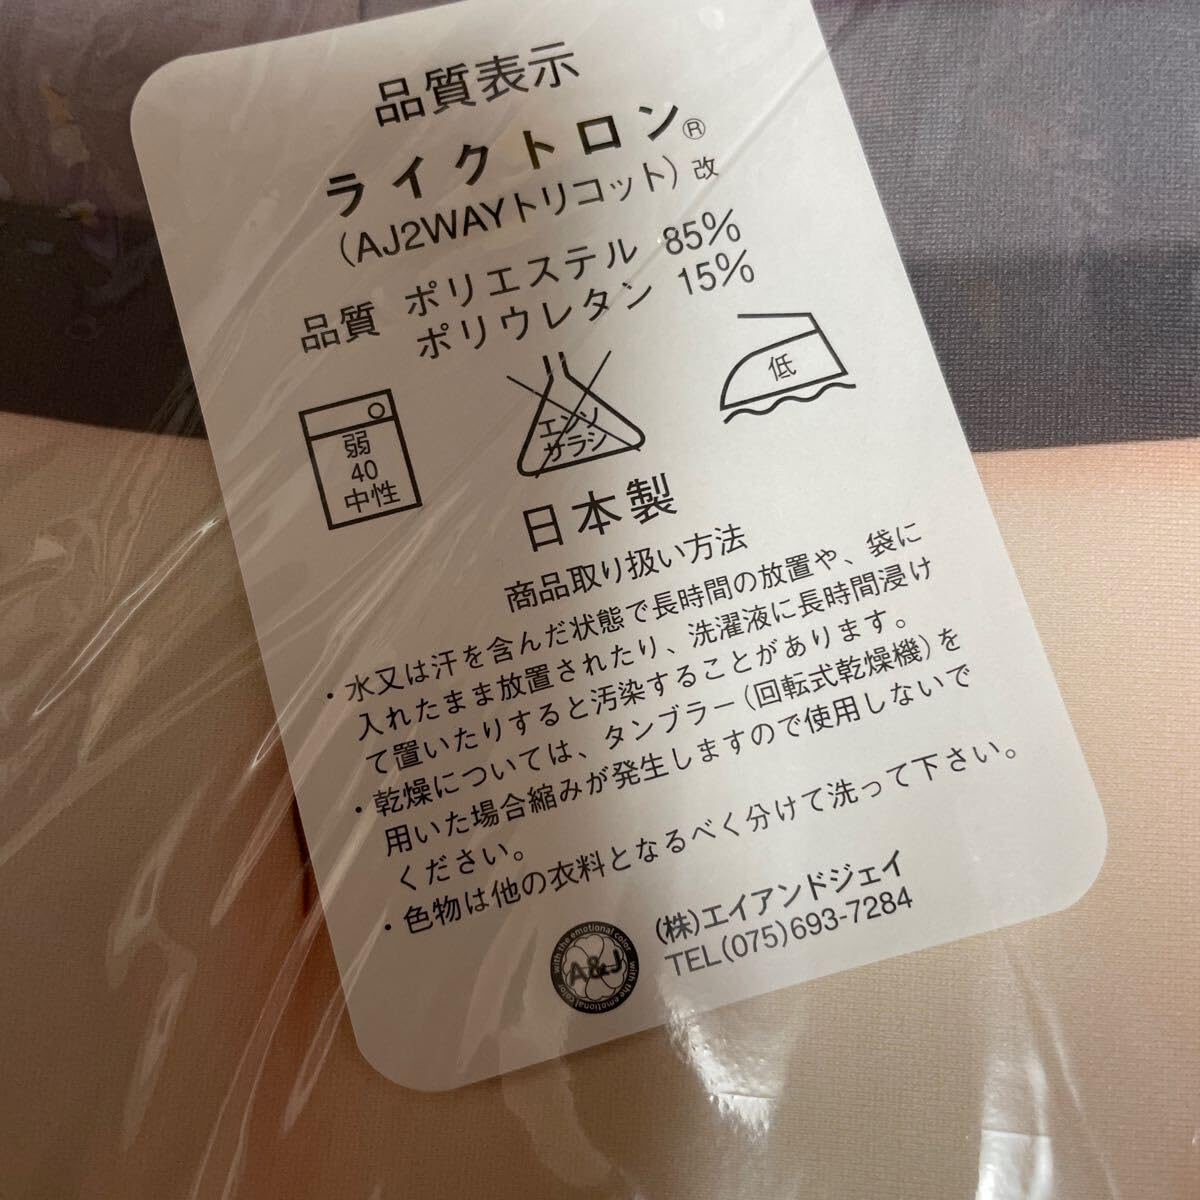 品質表示
ライクトロン®
(AJ2WAYトリコット)改
品質 ポリエステル 85%
ポリウレタン 15%
弱
40
中性
エンソ
サラシ
低
日本製
商品取り扱い方法
・水又は汗を含んだ状態で長時間の放置や、袋に
入れたまま放置されたり、洗濯液に長時間浸け
て置いたりすると汚染することがあります。
・乾燥については、タンブラー(回転式乾燥機)を
用いた場合縮みが発生しますので使用しないで
ください。
・色物は他の衣料となるべく分けて洗って下さい。
(株)エイアンドジェイ
TEL(075)693-7284
with the emotional color
A&J
with the emotional color